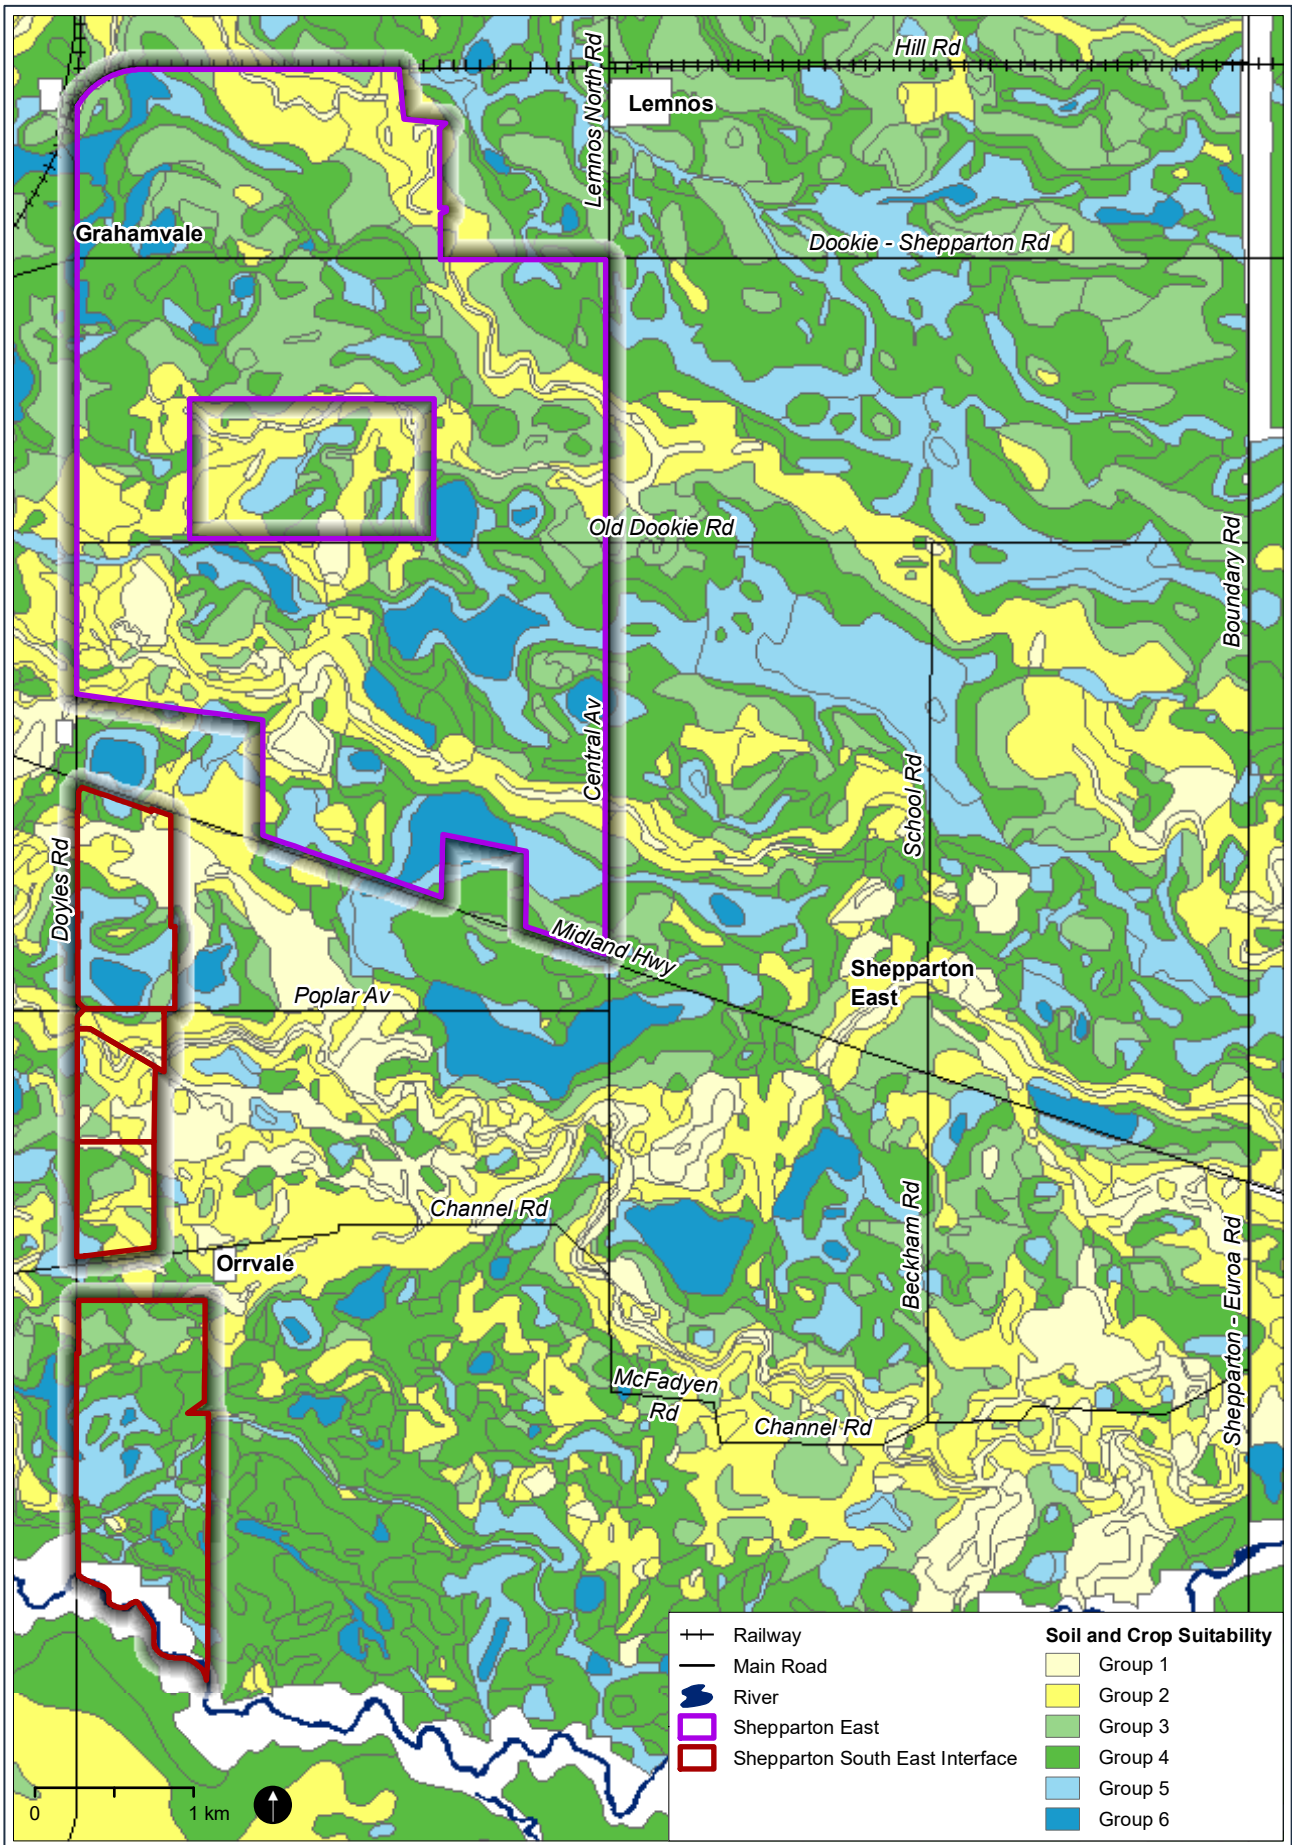 Hill Rd
Lemnos North Rd
Lemnos
Grahamvale
Dookie - Shepparton Rd
Old Dookie Rd
Boundary Rd
Central Av
School Rd
Doyles Rd
Midland Hwy
Shepparton
East
Poplar Av
Channel Rd
Beckham Rd
Orrvale
Shepparton - Euroa Rd
McFadyen
Rd
Channel Rd
Railway
Main Road
River
Shepparton East
Shepparton South East Interface
Soil and Crop Suitability
Group 1
Group 2
Group 3
Group 4
Group 5
Group 6
0 1 km